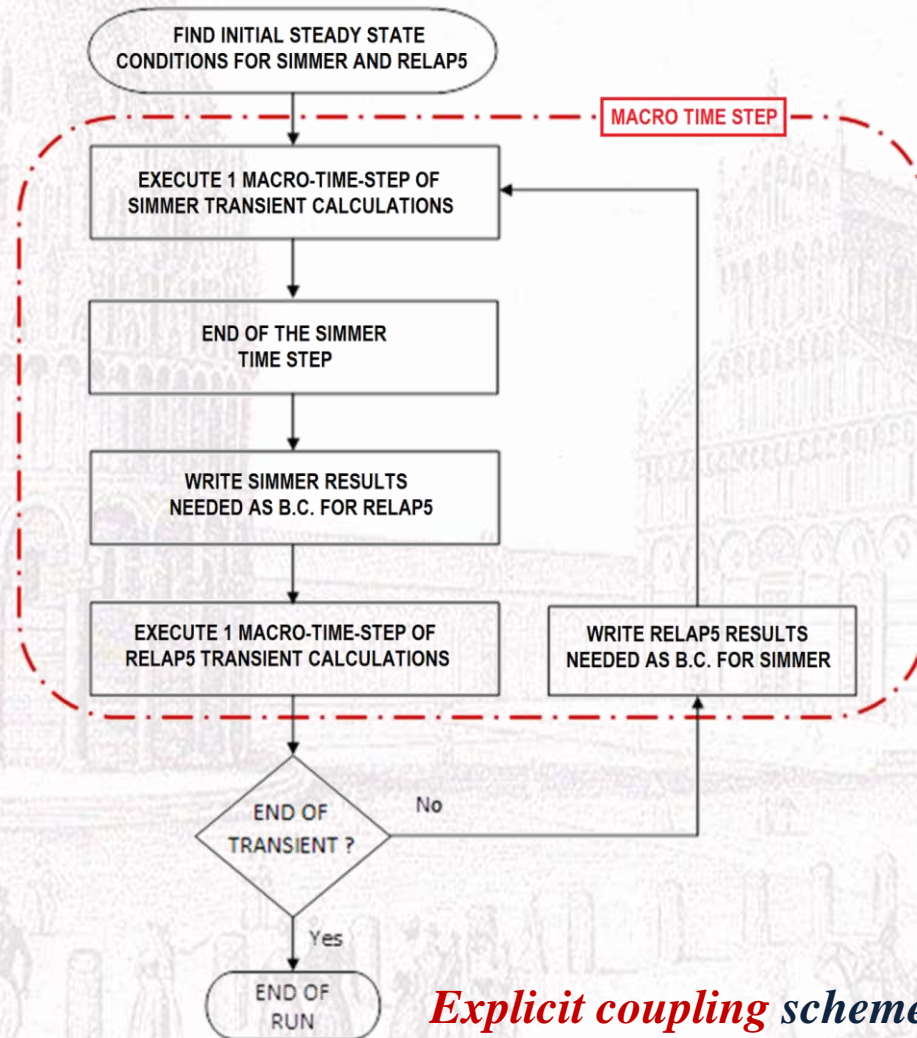 FIND INITIAL STEADY STATE
CONDITIONS FOR SIMMER AND RELAP5
MACRO TIME STEP
EXECUTE 1 MACRO-TIME-STEP OF
SIMMER TRANSIENT CALCULATIONS
END OF THE SIMMER
TIME STEP
WRITE SIMMER RESULTS
NEEDED AS B.C. FOR RELAP5
EXECUTE 1 MACRO-TIME-STEP OF
RELAP5 TRANSIENT CALCULATIONS
WRITE RELAP5 RESULTS
NEEDED AS B.C. FOR SIMMER
END OF
TRANSIENT ?
No
Yes
END OF
RUN
Explicit coupling scheme